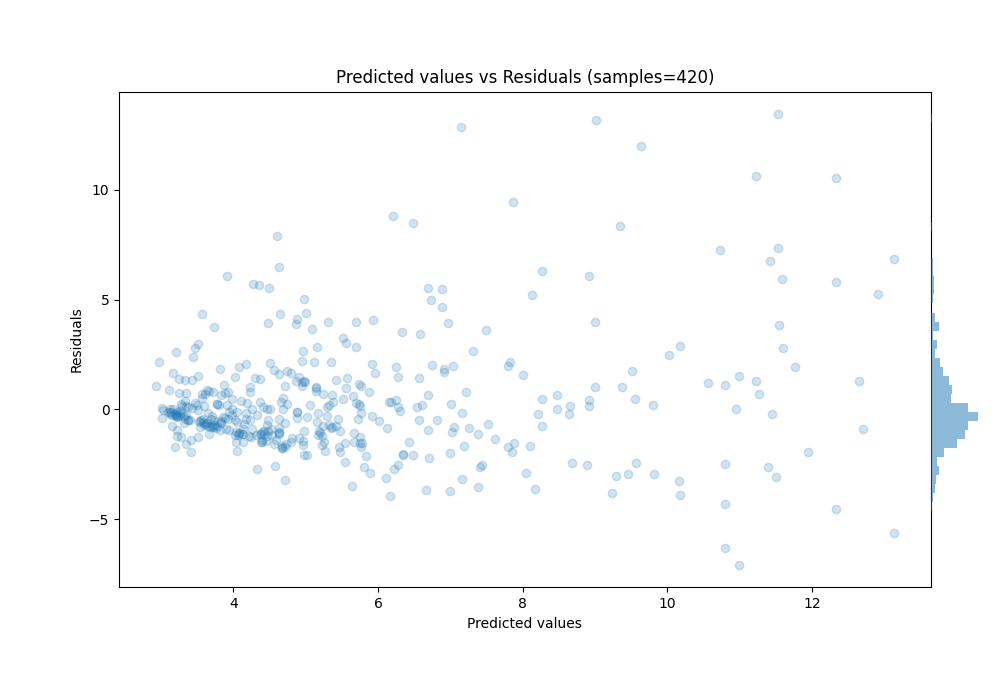 Predicted values vs Residuals (samples=420)
10
5
0
−5
Residuals
4 6 8 10 12
Predicted values